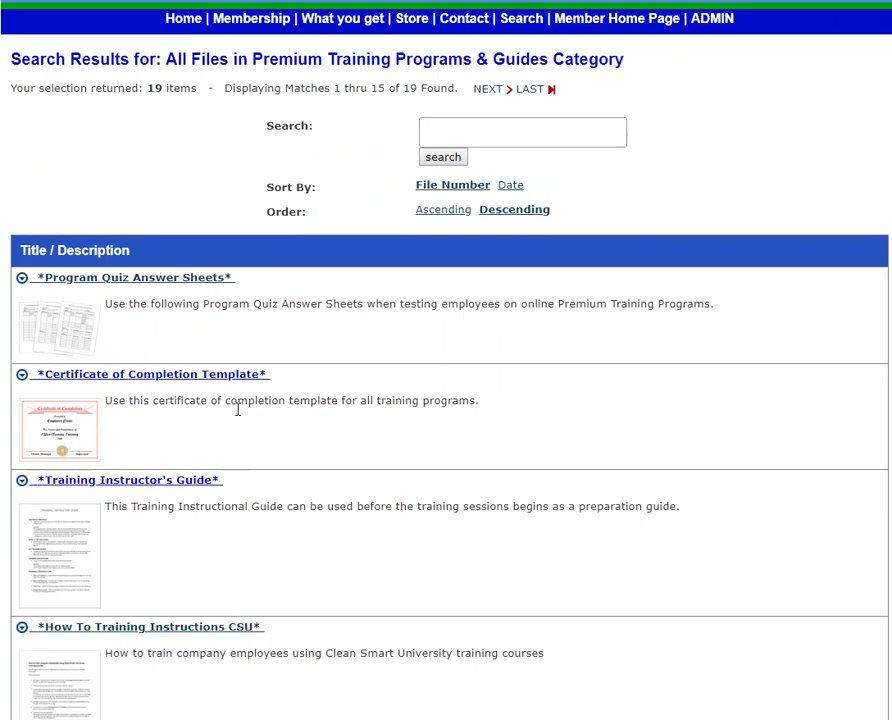 Home | Membership | What you get | Store | Contact | Search | Member Home Page | ADMIN
Search Results for: All Files in Premium Training Programs & Guides Category
Your selection returned: 19 items - Displaying Matches 1 thru 15 of 19 Found. NEXT LAST
Search:
search
Sort By: File Number Date
Order: Ascending Descending
Title / Description
*Program Quiz Answer Sheets*
Use the following Program Quiz Answer Sheets when testing employees on online Premium Training Programs.
*Certificate of Completion Template*
Use this certificate of completion template for all training programs.
Certificate of Completion
*Training Instructor's Guide*
This Training Instructional Guide can be used before the training sessions begins as a preparation guide.
*How To Training Instructions CSU*
How to train company employees using Clean Smart University training courses